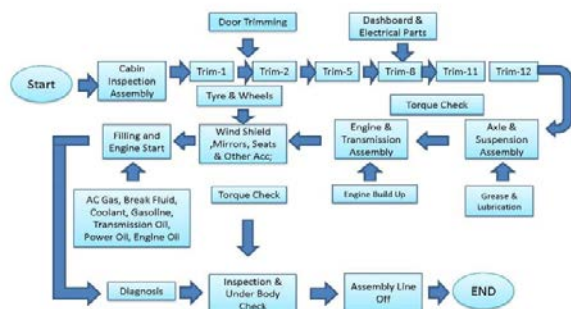 Door Trimming
Dashboard &
Electrical Parts
Start
Cabin
Inspection
Assembly
Trim-1
Trim-2
Trim-5
Trim-8
Trim-11
Trim-12
Tyre & Wheels
Torque Check
Filling and
Engine Start
Wind Shield
,Mirrors, Seats
& Other Acc;
Engine &
Transmission
Assembly
Axle &
Suspension
Assembly
AC Gas, Break Fluid,
Coolant, Gasoline,
Transmission Oil,
Power Oil, Engine Oil
Torque Check
Engine Build Up
Grease &
Lubrication
Diagnosis
Inspection &
Under Body
Check
Assembly Line
Off
END